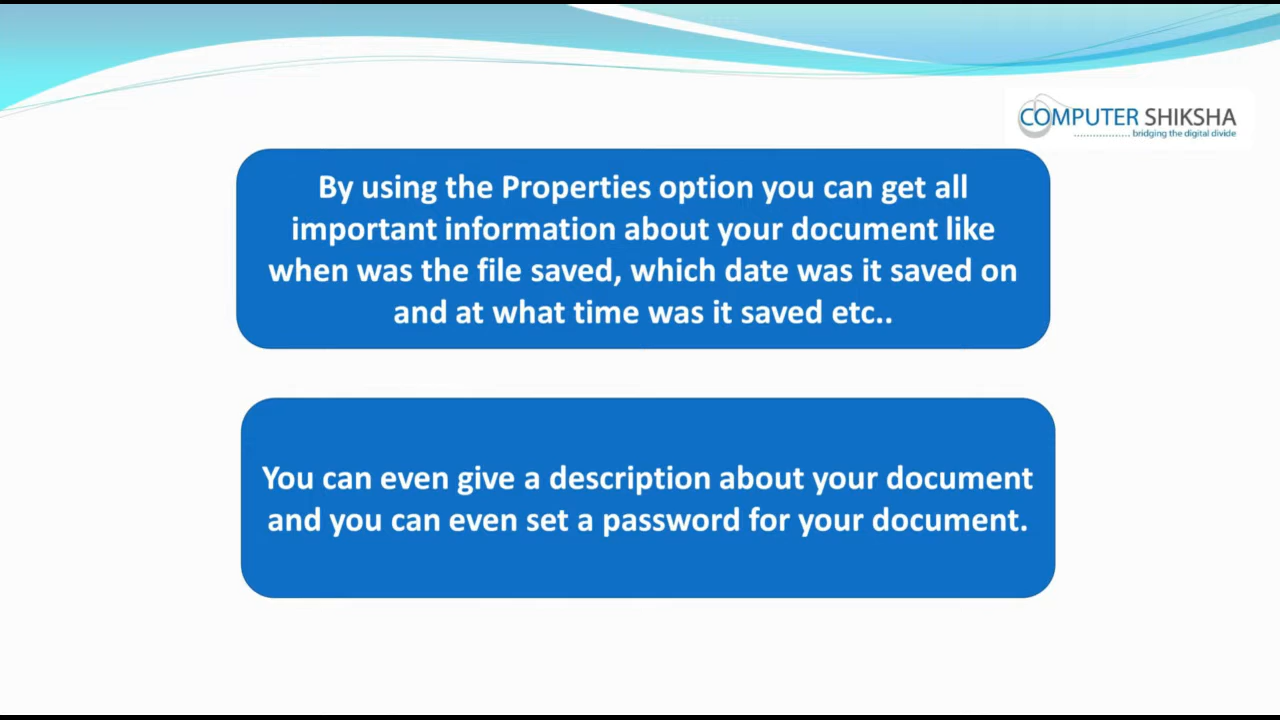 COMPUTER SHIKSHA
bridging the digital divide
By using the Properties option you can get all
important information about your document like
when was the file saved, which date was it saved on
and at what time was it saved etc..
You can even give a description about your document
and you can even set a password for your document.